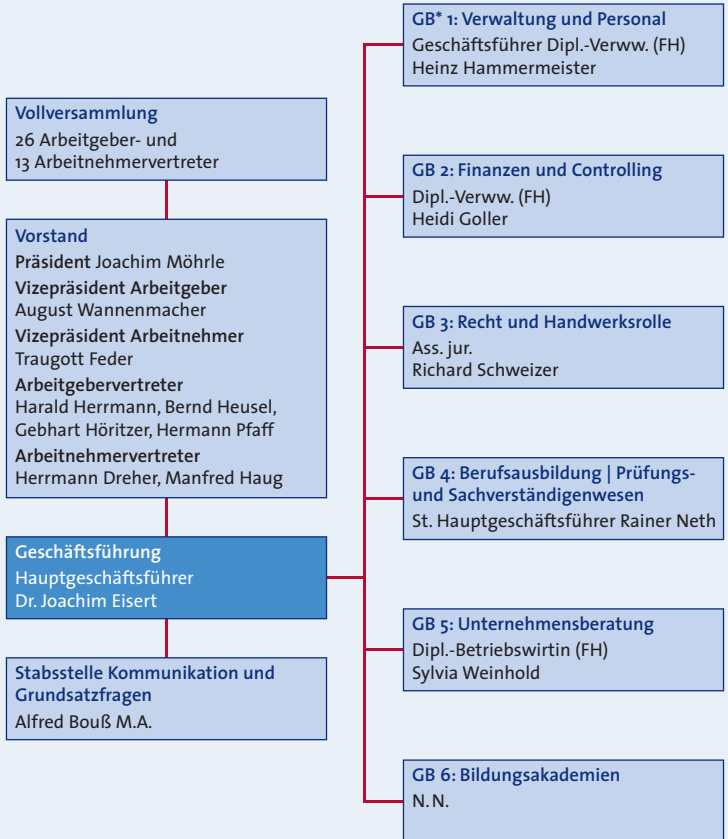 Vollversammlung
26 Arbeitgeber- und
13 Arbeitnehmervertreter
Vorstand
Präsident Joachim Möhrle
Vizepräsident Arbeitgeber
August Wannenmacher
Vizepräsident Arbeitnehmer
Traugott Feder
Arbeitgebervertreter
Harald Herrmann, Bernd Heusel,
Gebhart Höritzer, Hermann Pfaff
Arbeitnehmervertreter
Herrmann Dreher, Manfred Haug
Geschäftsführung
Hauptgeschäftsführer
Dr. Joachim Eisert
Stabsstelle Kommunikation und
Grundsatzfragen
Alfred Bouß M.A.
GB* 1: Verwaltung und Personal
Geschäftsführer Dipl.-Verww. (FH)
Heinz Hammermeister
GB 2: Finanzen und Controlling
Dipl.-Verww. (FH)
Heidi Goller
GB 3: Recht und Handwerksrolle
Ass. jur.
Richard Schweizer
GB 4: Berufsausbildung | Prüfungs-
und Sachverständigenwesen
St. Hauptgeschäftsführer Rainer Neth
GB 5: Unternehmensberatung
Dipl.-Betriebswirtin (FH)
Sylvia Weinhold
GB 6: Bildungsakademien
N. N.